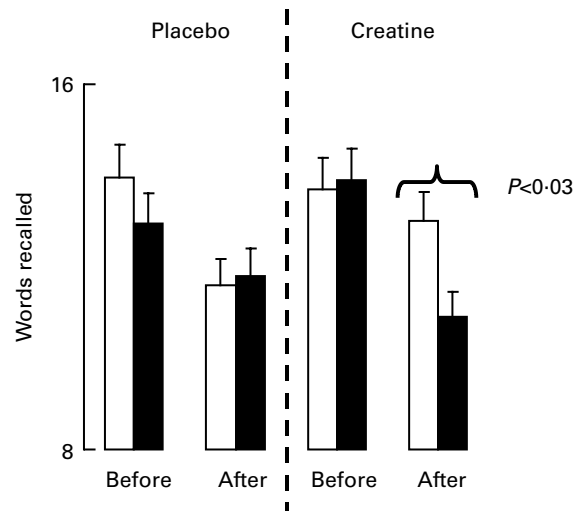 Placebo
Creatine
16
P<0·03
Words recalled
8
Before
After
Before
After